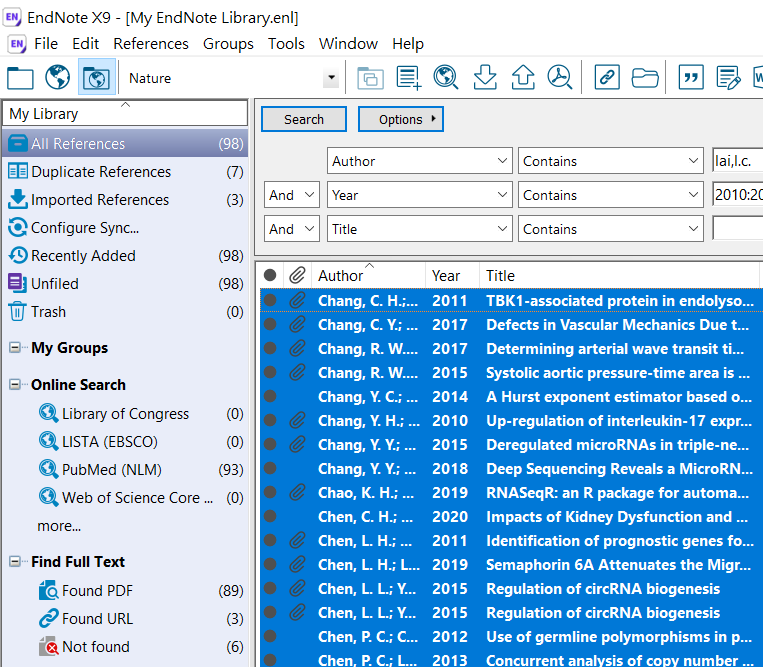 EN EndNote X9 - [My EndNote Library.enl]
EN File Edit References Groups Tools Window Help
Nature
My Library
Search Options
All References (98)
Duplicate References (7)
Imported References (3)
Configure Sync...
Recently Added (98)
Unfiled (98)
Trash (0)
My Groups
Online Search
Library of Congress (0)
LISTA (EBSCO) (0)
PubMed (NLM) (93)
Web of Science Core ... (0)
more...
Find Full Text
Found PDF (89)
Found URL (3)
Not found (6)
Author Contains lai,l.c.
And Year Contains 2010:20
And Title Contains
Author Year Title
Chang, C. H.;... 2011 TBK1-associated protein in endolyso...
Chang, C. Y.; ... 2017 Defects in Vascular Mechanics Due t...
Chang, R. W.... 2017 Determining arterial wave transit ti...
Chang, R. W.... 2015 Systolic aortic pressure-time area is ...
Chang, Y. C.; ... 2014 A Hurst exponent estimator based o...
Chang, Y. H.; ... 2010 Up-regulation of interleukin-17 expr...
Chang, Y. Y.; ... 2015 Deregulated microRNAs in triple-ne...
Chang, Y. Y.; ... 2018 Deep Sequencing Reveals a MicroRN...
Chao, K. H.; ... 2019 RNASeqR: an R package for automa...
Chen, C. H.; ... 2020 Impacts of Kidney Dysfunction and ...
Chen, L. H.; ... 2011 Identification of prognostic genes fo...
Chen, L. H.; L... 2019 Semaphorin 6A Attenuates the Migr...
Chen, L. L.; Y... 2015 Regulation of circRNA biogenesis
Chen, L. L.; Y... 2015 Regulation of circRNA biogenesis
Chen, P. C.; C... 2012 Use of germline polymorphisms in p...
Chen, P. C.; L... 2013 Concurrent analysis of copy number ...